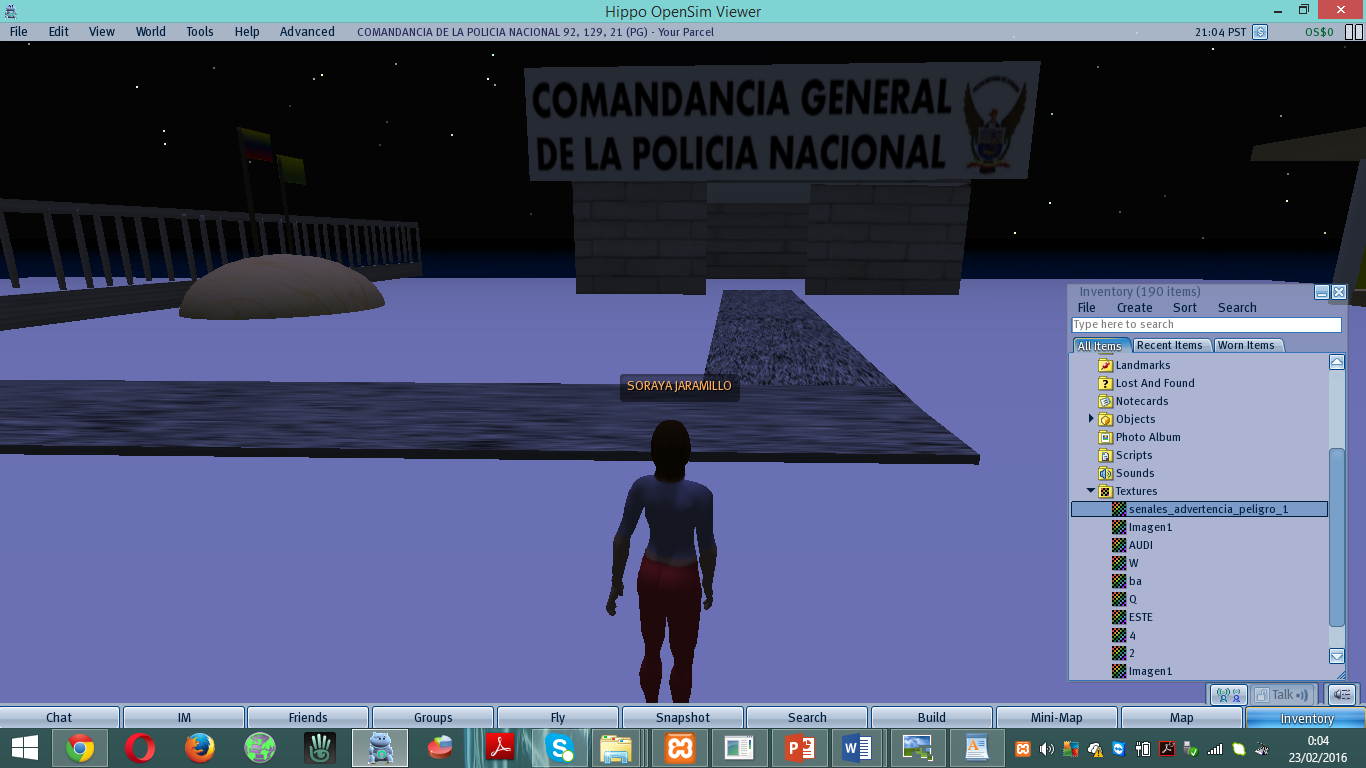 Hippo OpenSim Viewer
File Edit View World Tools Help Advanced COMANDANCIA DE LA POLICIA NACIONAL 92, 129, 21 (PG) - Your Parcel 21:04 PST OS$0
COMANDANCIA GENERAL
DE LA POLICIA NACIONAL
SORAYA JARAMILLO
Inventory (190 items)
File Create Sort Search
Type here to search
All Items Recent Items Worn Items
Landmarks
Lost And Found
Notecards
Objects
Photo Album
Scripts
Sounds
Textures
senales_advertencia_peligro_1
Imagen1
AUDI
W
ba
Q
ESTE
4
2
Imagen1
Talk
Chat IM Friends Groups Fly Snapshot Search Build Mini-Map Map Inventory
0:04
23/02/2016